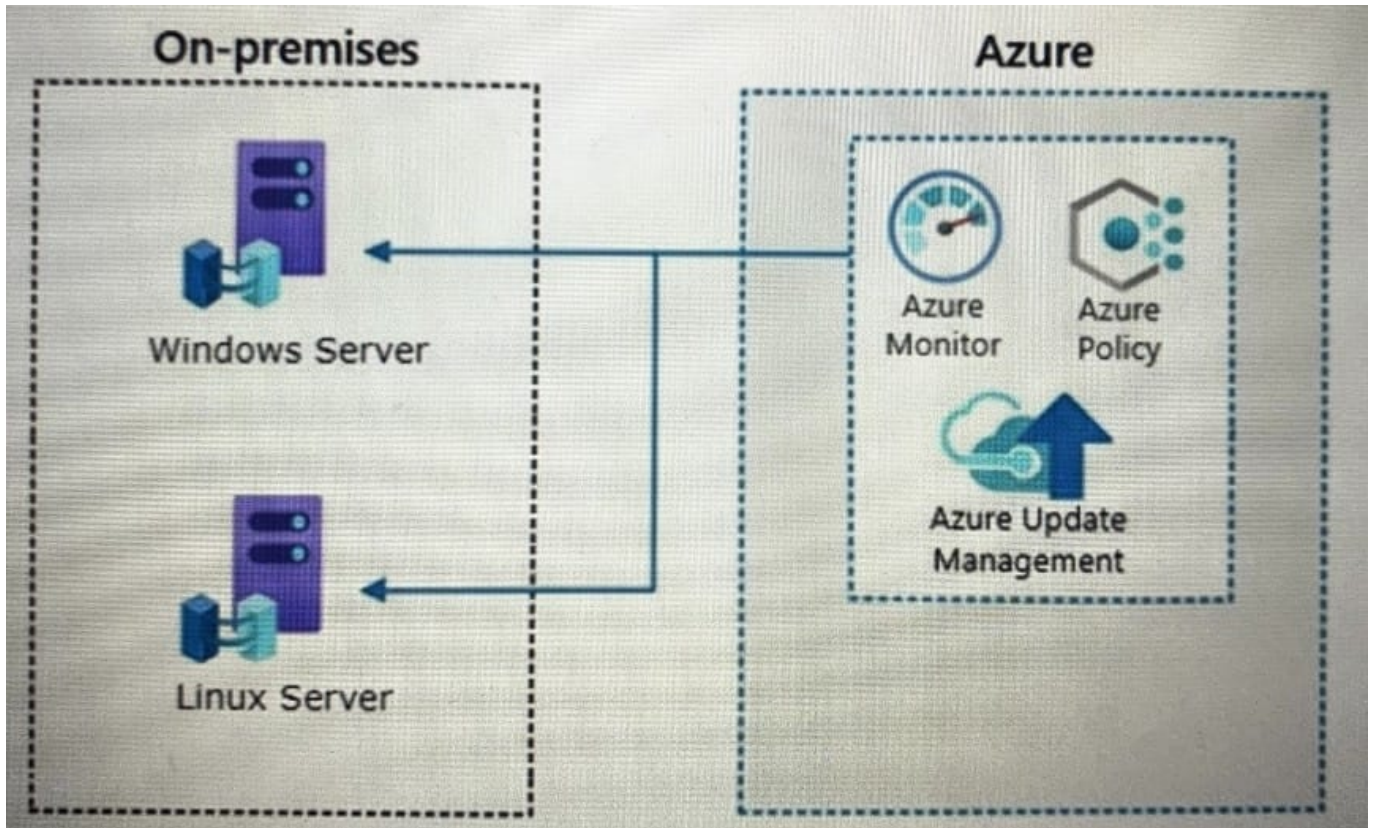 On-premises
Azure
Windows Server
Azure
Monitor
Azure
Policy
Azure Update
Management
Linux Server